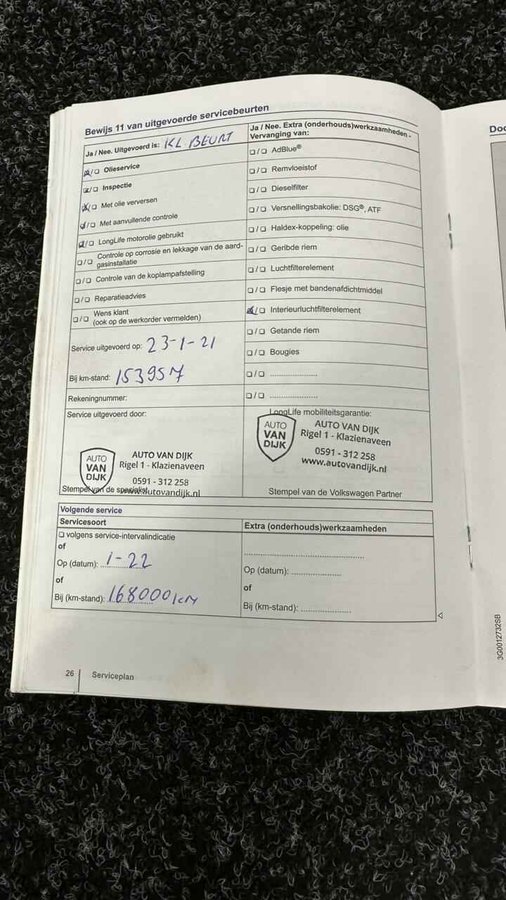 Bewijs 11 van uitgevoerde servicebeurten
Ja / Nee. Uitgevoerd is: KL BEURT
☒/❑ Olieservice
☒/❑ Inspectie
☒/❑ Met olie verversen
☒/❑ Met aanvullende controle
☒/❑ LongLife motorolie gebruikt
❑/❑ Controle op corrosie en lekkage van de aard-
gasinstallatie
❑/❑ Controle van de koplampafstelling
❑/❑ Reparatieadvies
❑/❑ Wens klant
(ook op de werkorder vermelden)
Service uitgevoerd op: 23-1-21
Bij km-stand: 153957
Rekeningnummer:
Service uitgevoerd door:
AUTO
VAN
DIJK
AUTO VAN DIJK
Rigel 1 - Klazienaveen
0591 - 312 258
www.autovandijk.nl
Stempel van de
Ja / Nee. Extra (onderhouds)werkzaamheden -
Vervanging van:
❑/❑ AdBlue®
❑/❑ Remvloeistof
❑/❑ Dieselfilter
❑/❑ Versnellingsbakolie: DSG®, ATF
❑/❑ Haldex-koppeling: olie
❑/❑ Geribde riem
❑/❑ Luchtfilterelement
❑/❑ Flesje met bandenafdichtmiddel
☒/❑ Interieurluchtfilterelement
❑/❑ Getande riem
❑/❑ Bougies
❑/❑ ....................
❑/❑ ....................
LongLife mobiliteitsgarantie:
AUTO
VAN
DIJK
AUTO VAN DIJK
Rigel 1 - Klazienaveen
0591 - 312 258
www.autovandijk.nl
Stempel van de Volkswagen Partner
Volgende service
Servicesoort
❑ volgens service-intervalindicatie
of
Op (datum): 1-22
of
Bij (km-stand): 168000 km
Extra (onderhouds)werkzaamheden
....................
Op (datum): ....................
of
Bij (km-stand): ....................
26 Serviceplan
3G0012732SB
Doc